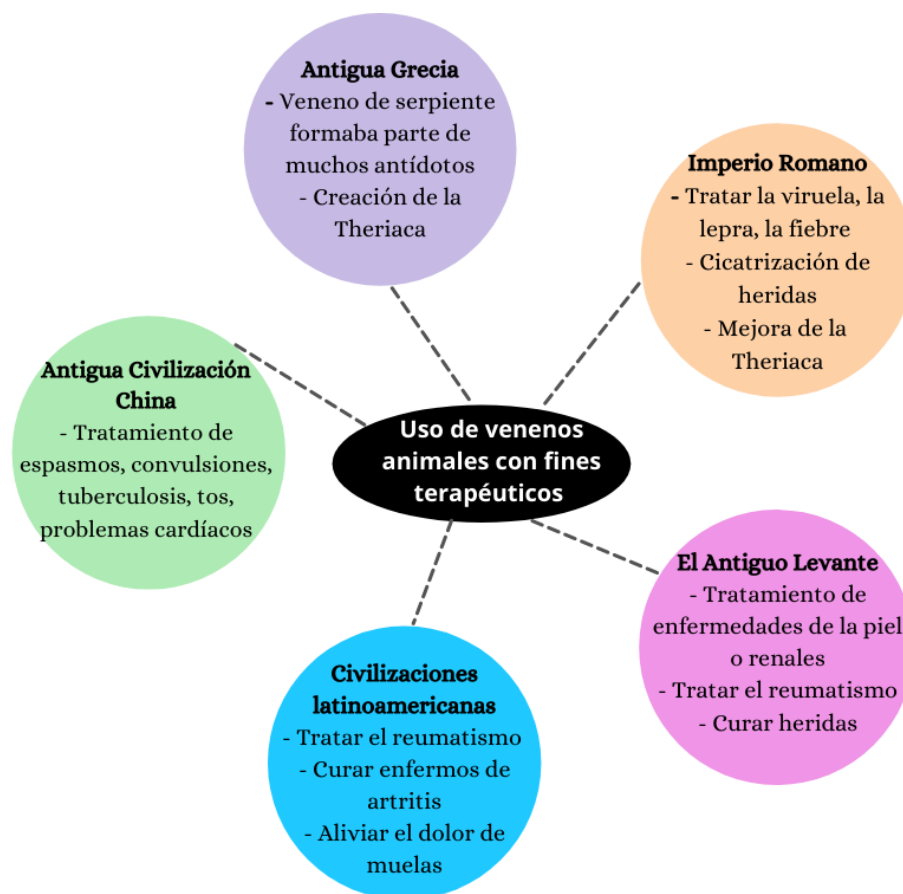 Antigua Grecia
- Veneno de serpiente
formaba parte de
muchos antídotos
- Creación de la
Theriaca
Imperio Romano
- Tratar la viruela, la
lepra, la fiebre
- Cicatrización de
heridas
- Mejora de la
Theriaca
Antigua Civilización
China
- Tratamiento de
espasmos, convulsiones,
tuberculosis, tos,
problemas cardíacos
Uso de venenos
animales con fines
terapéuticos
El Antiguo Levante
- Tratamiento de
enfermedades de la piel
o renales
- Tratar el reumatismo
- Curar heridas
Civilizaciones
latinoamericanas
- Tratar el reumatismo
- Curar enfermos de
artritis
- Aliviar el dolor de
muelas